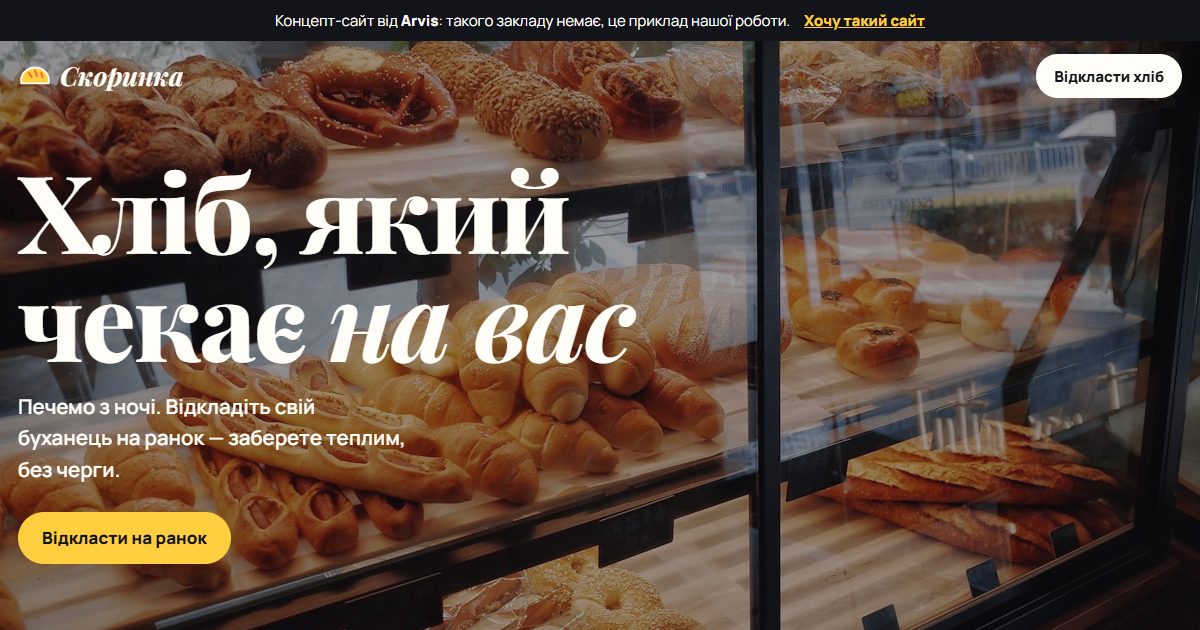 Концепт-сайт від Arvis: такого закладу немає, це приклад нашої роботи. Хочу такий сайт
Скоринка
Відкласти хліб
Хліб, який
чекає на вас
Печемо з ночі. Відкладіть свій
буханець на ранок — заберете теплим,
без черги.
Відкласти на ранок